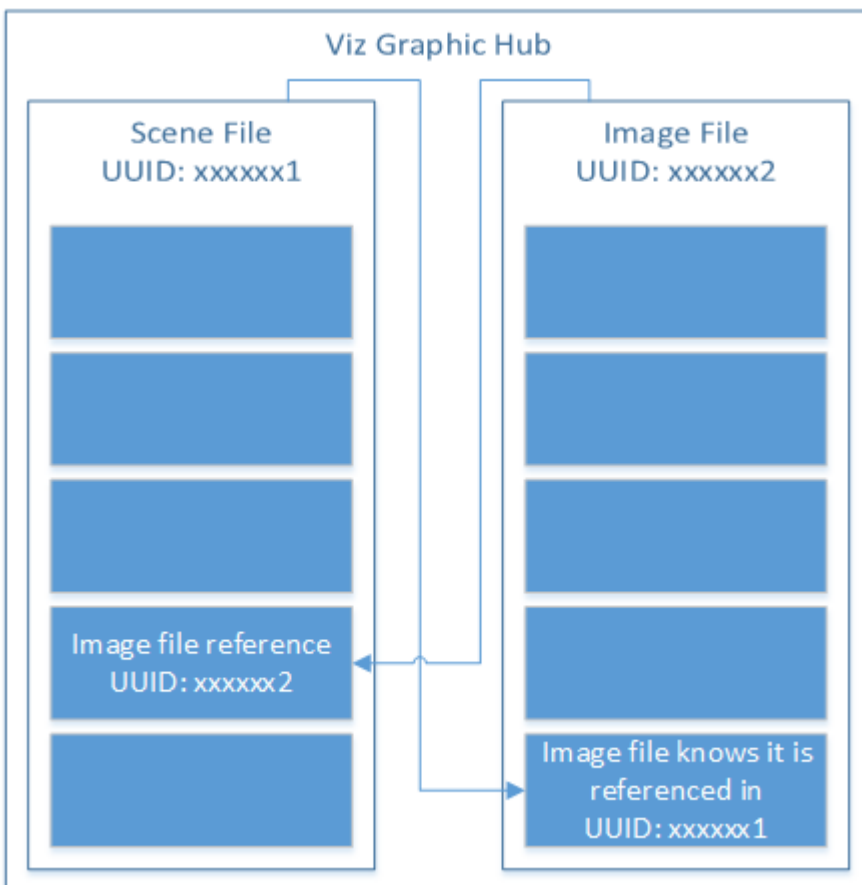 Viz Graphic Hub
Scene File
UUID: xxxxxx1
Image file reference
UUID: xxxxxx2
Image File
UUID: xxxxxx2
Image file knows it is
referenced in
UUID: xxxxxx1